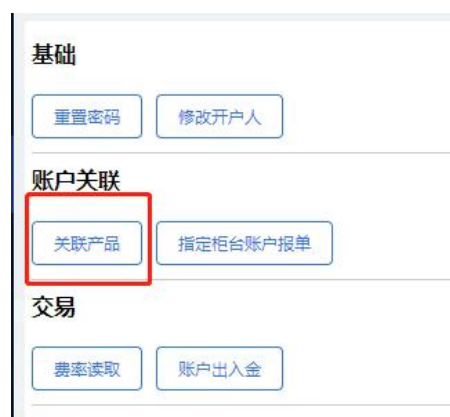 基础
重置密码 修改开户人
账户关联
关联产品 指定柜台账户报单
交易
费率读取 账户出入金